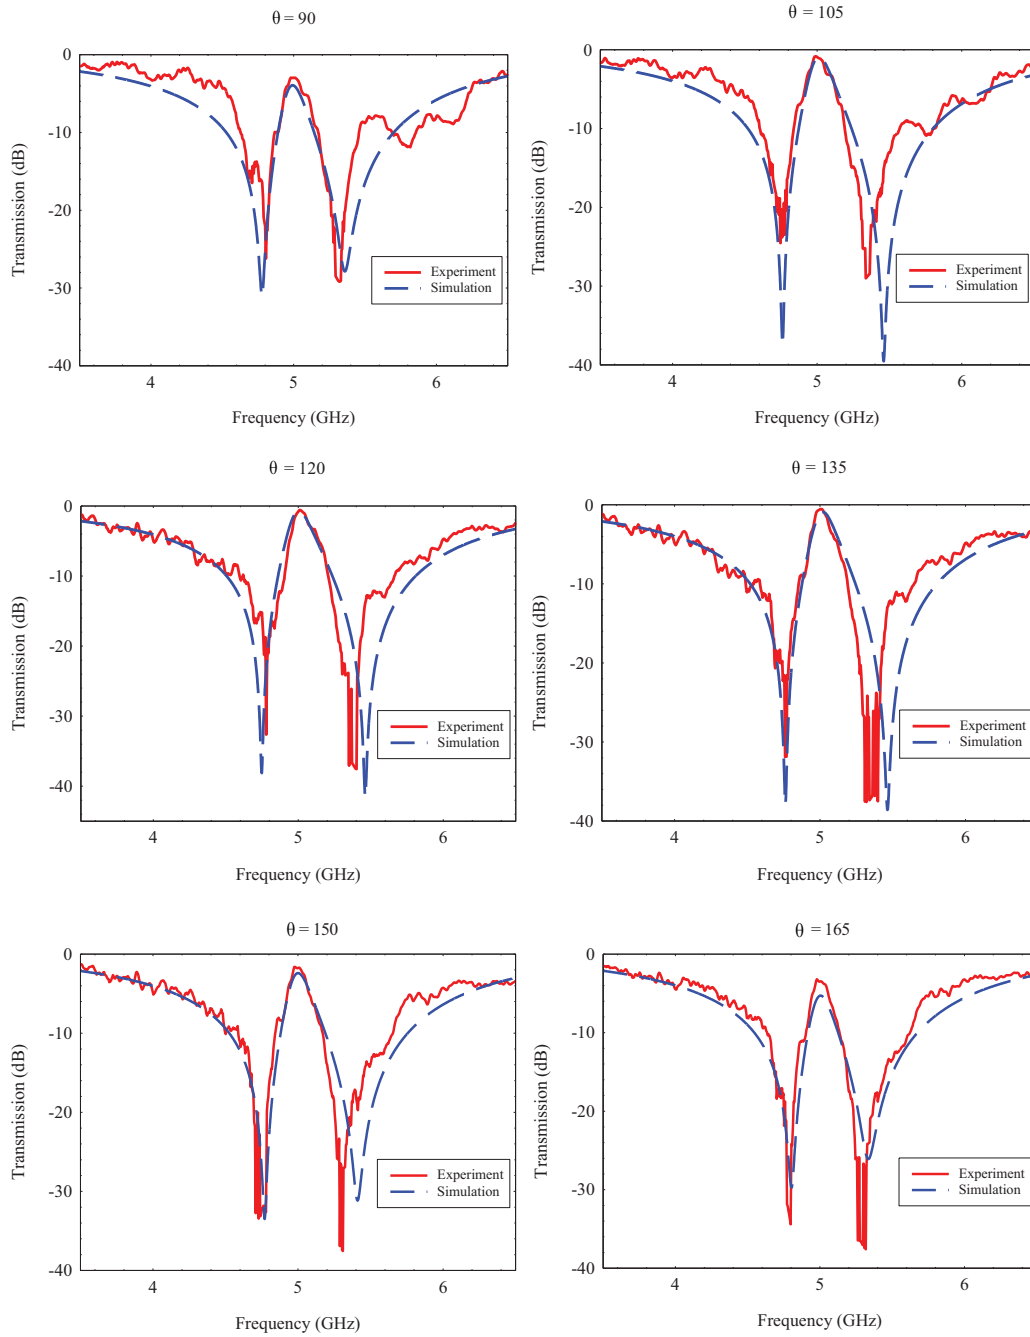 θ = 90
0
-10
-20
-30
-40
Transmission (dB)
Experiment
Simulation
4
5
6
Frequency (GHz)
θ = 105
0
-10
-20
-30
-40
Transmission (dB)
Experiment
Simulation
4
5
6
Frequency (GHz)
θ = 120
0
-10
-20
-30
-40
Transmission (dB)
Experiment
Simulation
4
5
6
Frequency (GHz)
θ = 135
0
-10
-20
-30
-40
Transmission (dB)
Experiment
Simulation
4
5
6
Frequency (GHz)
θ = 150
0
-10
-20
-30
-40
Transmission (dB)
Experiment
Simulation
4
5
6
Frequency (GHz)
θ = 165
0
-10
-20
-30
-40
Transmission (dB)
Experiment
Simulation
4
5
6
Frequency (GHz)